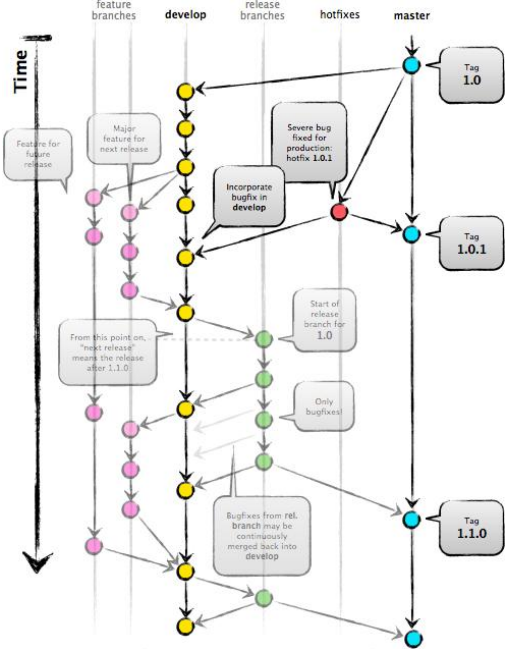 feature
branches
develop
release
branches
hotfixes
master
Time
Tag
1.0
Major
feature for
next release
Feature for
future
release
Severe bug
fixed for
production:
hotfix 1.0.1
Incorporate
bugfix in
develop
Tag
1.0.1
Start of
release
branch for
1.0
From this point on,
"next release"
means the release
after 1.1.0
Only
bugfixes!
Bugfixes from rel.
branch may be
continuously
merged back into
develop
Tag
1.1.0